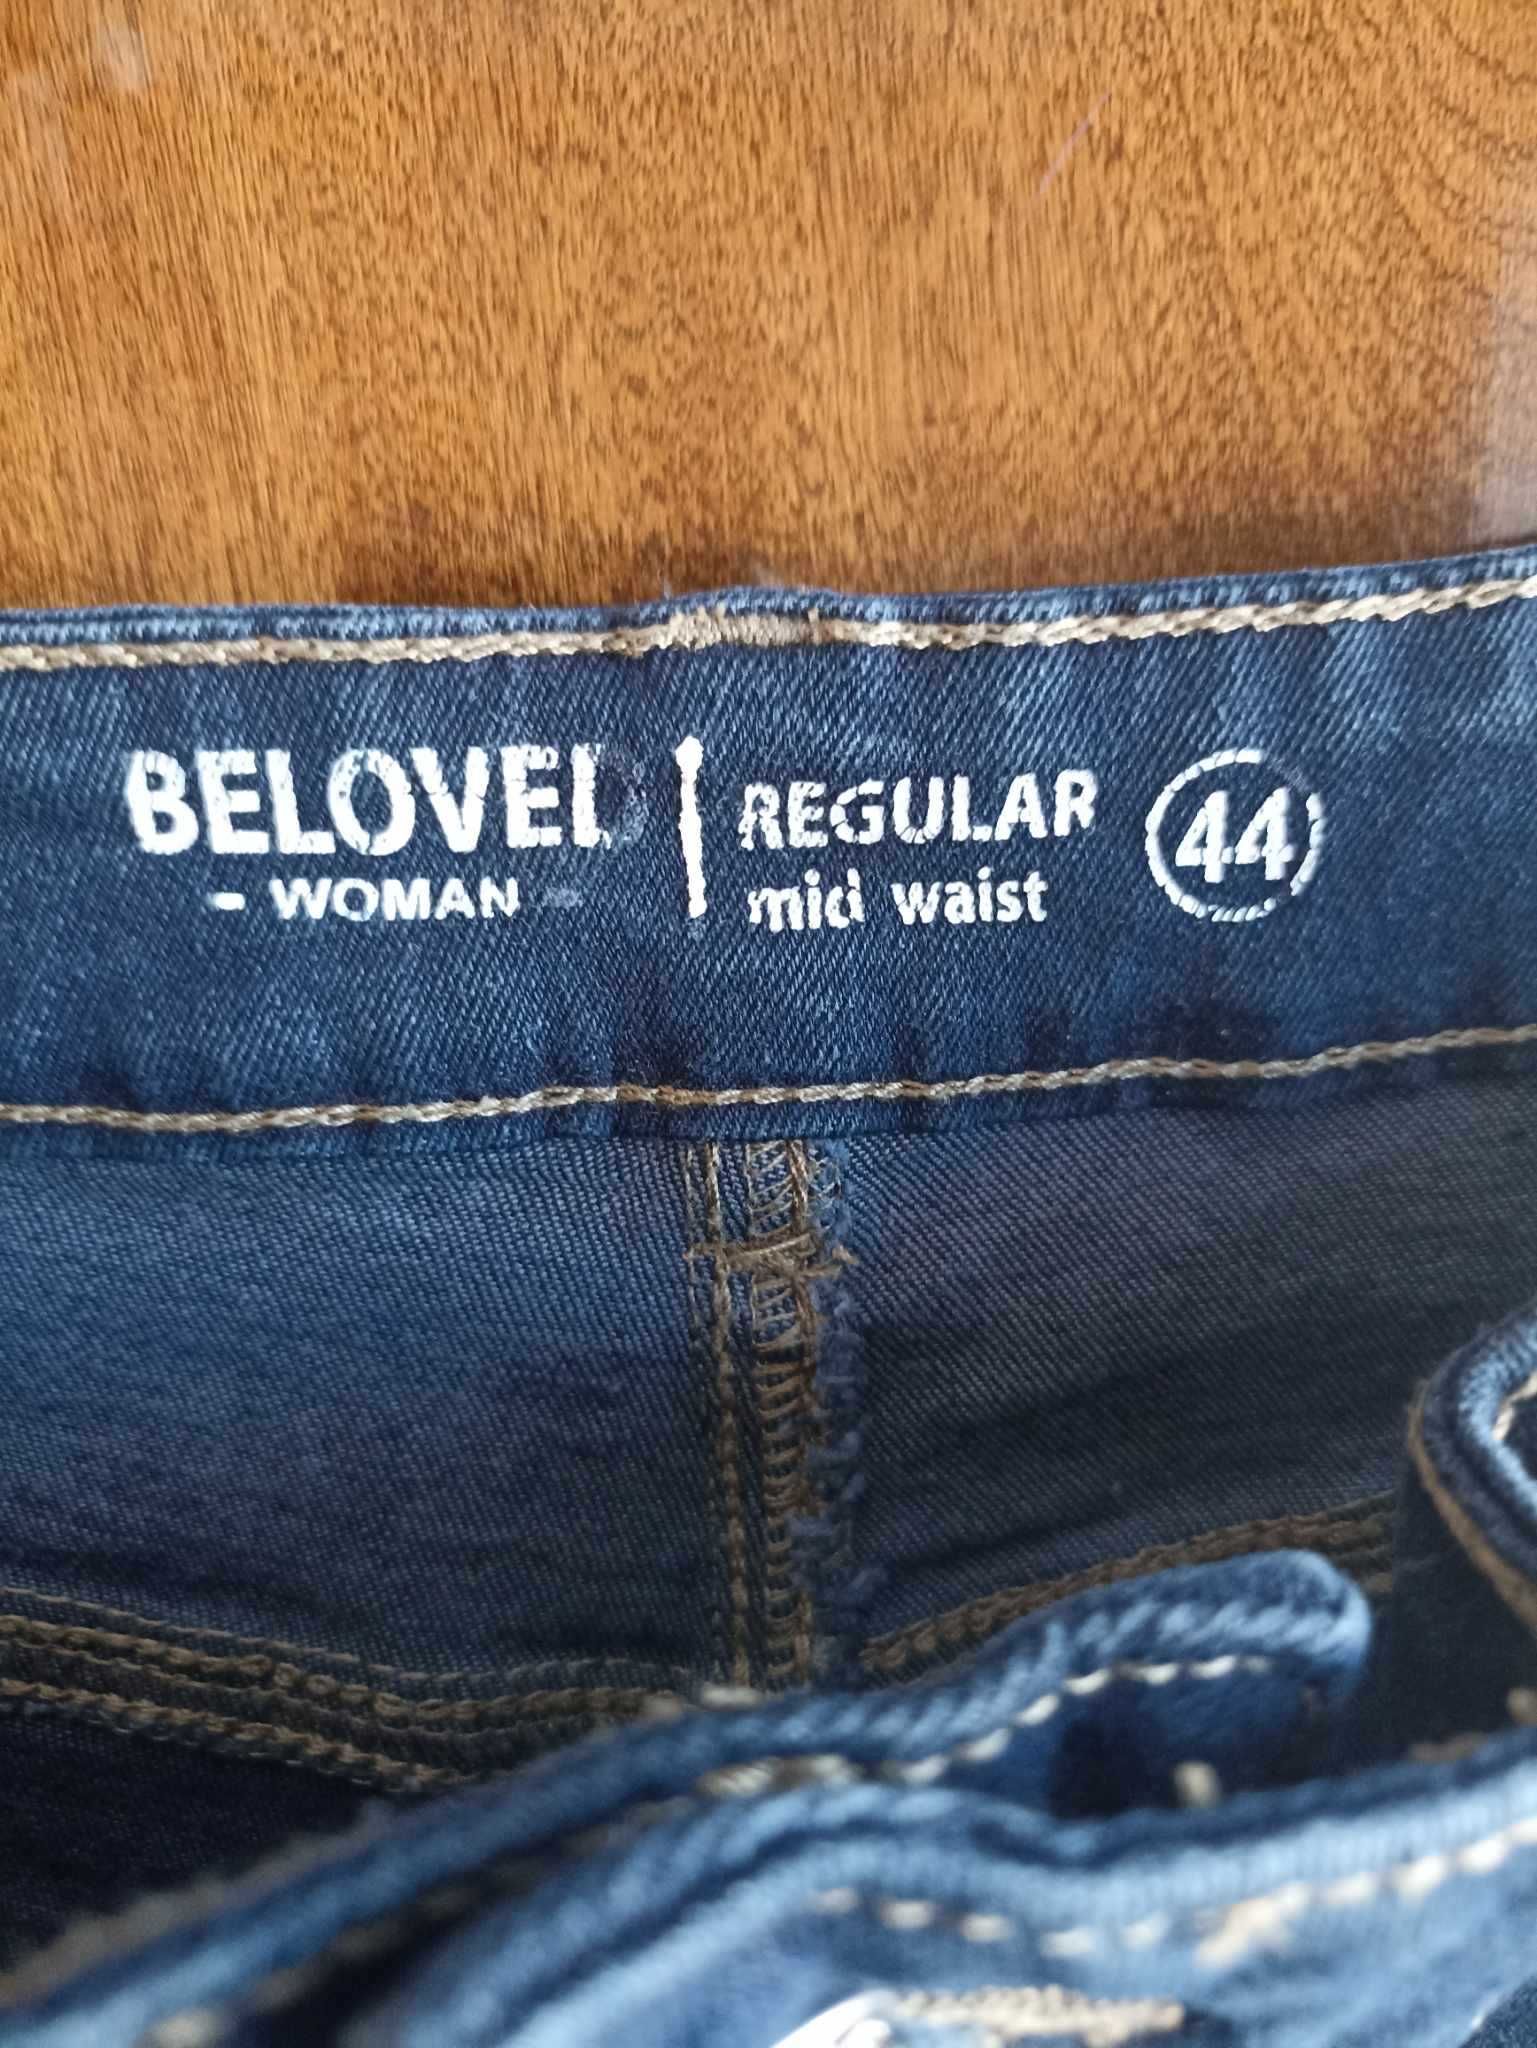 BELOVED
- WOMAN -
REGULAR
mid waist
44